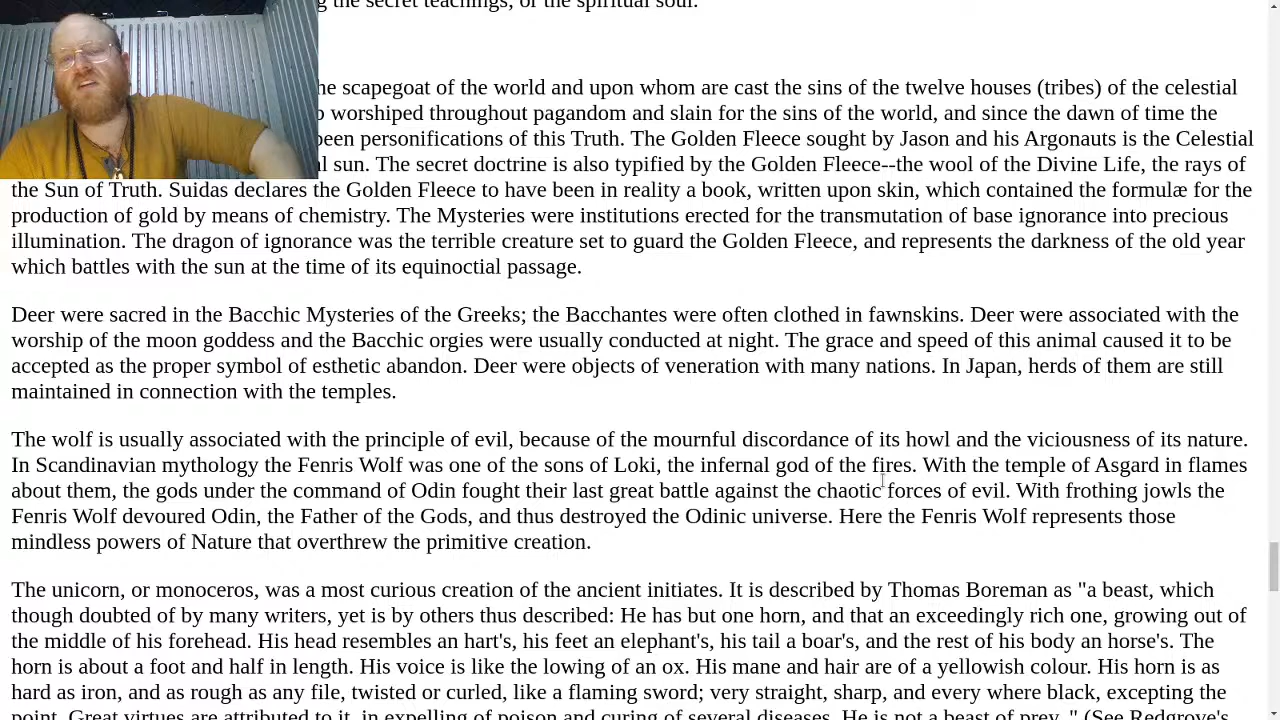 the secret teachings, or the spiritual soul.
he scapegoat of the world and upon whom are cast the sins of the twelve houses (tribes) of the celestial
worshiped throughout pagandom and slain for the sins of the world, and since the dawn of time the
been personifications of this Truth. The Golden Fleece sought by Jason and his Argonauts is the Celestial
l sun. The secret doctrine is also typified by the Golden Fleece--the wool of the Divine Life, the rays of
the Sun of Truth. Suidas declares the Golden Fleece to have been in reality a book, written upon skin, which contained the formulæ for the
production of gold by means of chemistry. The Mysteries were institutions erected for the transmutation of base ignorance into precious
illumination. The dragon of ignorance was the terrible creature set to guard the Golden Fleece, and represents the darkness of the old year
which battles with the sun at the time of its equinoctial passage.
Deer were sacred in the Bacchic Mysteries of the Greeks; the Bacchantes were often clothed in fawnskins. Deer were associated with the
worship of the moon goddess and the Bacchic orgies were usually conducted at night. The grace and speed of this animal caused it to be
accepted as the proper symbol of esthetic abandon. Deer were objects of veneration with many nations. In Japan, herds of them are still
maintained in connection with the temples.
The wolf is usually associated with the principle of evil, because of the mournful discordance of its howl and the viciousness of its nature.
In Scandinavian mythology the Fenris Wolf was one of the sons of Loki, the infernal god of the fires. With the temple of Asgard in flames
about them, the gods under the command of Odin fought their last great battle against the chaotic forces of evil. With frothing jowls the
Fenris Wolf devoured Odin, the Father of the Gods, and thus destroyed the Odinic universe. Here the Fenris Wolf represents those
mindless powers of Nature that overthrew the primitive creation.
The unicorn, or monoceros, was a most curious creation of the ancient initiates. It is described by Thomas Boreman as "a beast, which
though doubted of by many writers, yet is by others thus described: He has but one horn, and that an exceedingly rich one, growing out of
the middle of his forehead. His head resembles an hart's, his feet an elephant's, his tail a boar's, and the rest of his body an horse's. The
horn is about a foot and half in length. His voice is like the lowing of an ox. His mane and hair are of a yellowish colour. His horn is as
hard as iron, and as rough as any file, twisted or curled, like a flaming sword; very straight, sharp, and every where black, excepting the
point. Great virtues are attributed to it, in expelling of poison and curing of several diseases. He is not a beast of prey. " (See Redgrove's